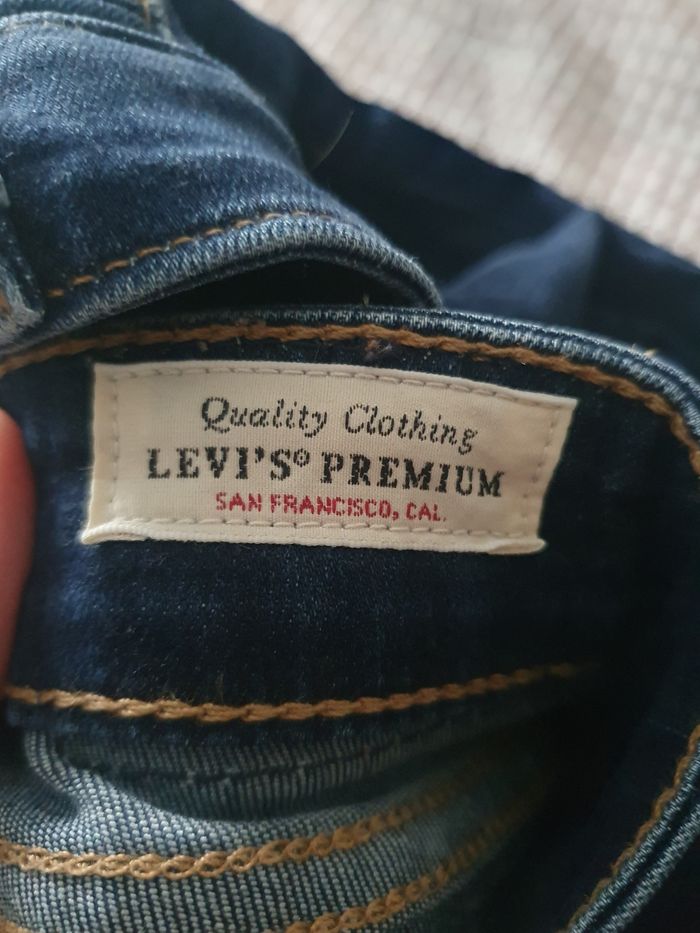 Quality Clothing
LEVI'S® PREMIUM
SAN FRANCISCO, CAL.